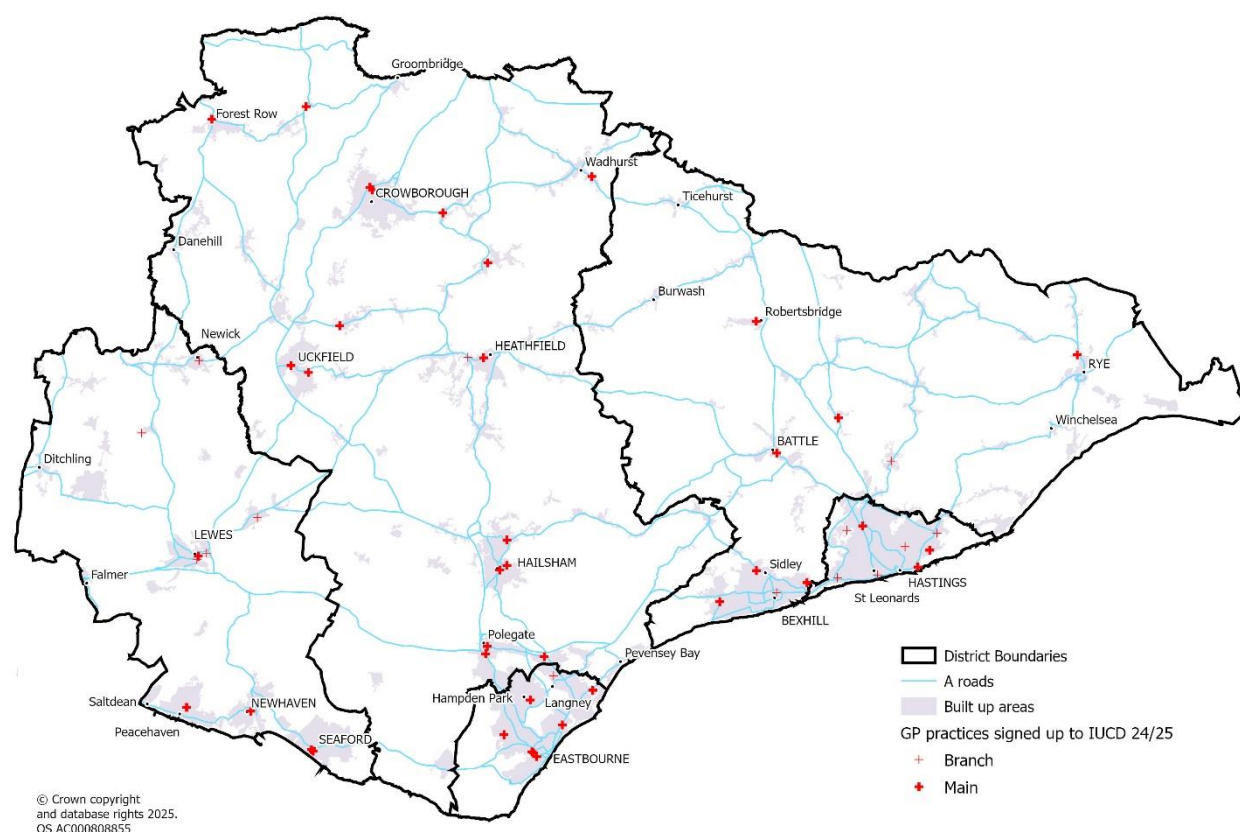 Groombridge
Forest Row
Wadhurst
CROWBOROUGH
Ticehurst
Danehill
Burwash
Robertsbridge
Newick
UCKFIELD
HEATHFIELD
RYE
Winchelsea
BATTLE
Ditchling
LEWES
HAILSHAM
Falmer
Sidley
HASTINGS
St Leonards
BEXHILL
Polegate
Pevensey Bay
Hampden Park
Langney
Saltdean
NEWHAVEN
Peacehaven
SEAFORD
EASTBOURNE
District Boundaries
A roads
Built up areas
GP practices signed up to IUCD 24/25
Branch
Main
© Crown copyright
and database rights 2025.
OS AC000808855